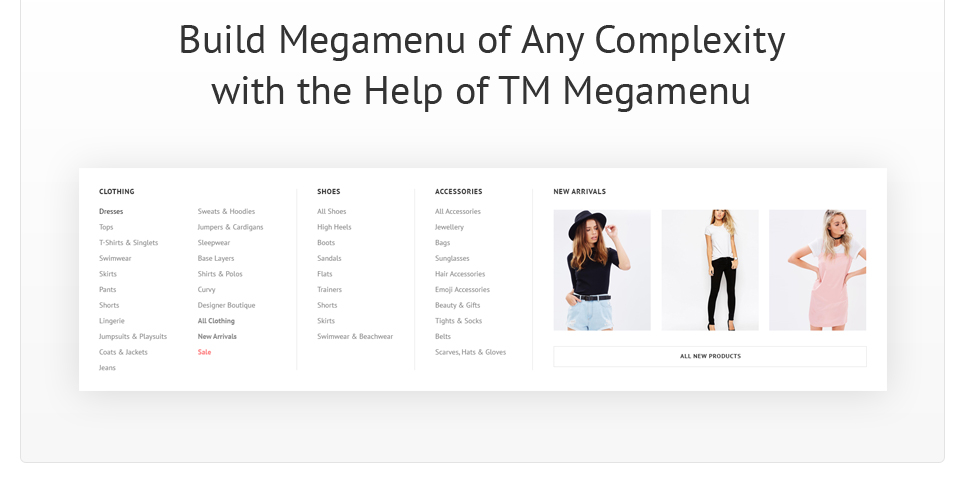 Build Megamenu of Any Complexity
with the Help of TM Megamenu
CLOTHING
Dresses
Tops
T-Shirts & Singlets
Swimwear
Skirts
Pants
Shorts
Lingerie
Jumpsuits & Playsuits
Coats & Jackets
Jeans
Sweats & Hoodies
Jumpers & Cardigans
Sleepwear
Base Layers
Shirts & Polos
Curvy
Designer Boutique
All Clothing
New Arrivals
Sale
SHOES
All Shoes
High Heels
Boots
Sandals
Flats
Trainers
Shorts
Skirts
Swimwear & Beachwear
ACCESSORIES
All Accessories
Jewellery
Bags
Sunglasses
Hair Accessories
Emoji Accessories
Beauty & Gifts
Tights & Socks
Belts
Scarves, Hats & Gloves
NEW ARRIVALS
ALL NEW PRODUCTS